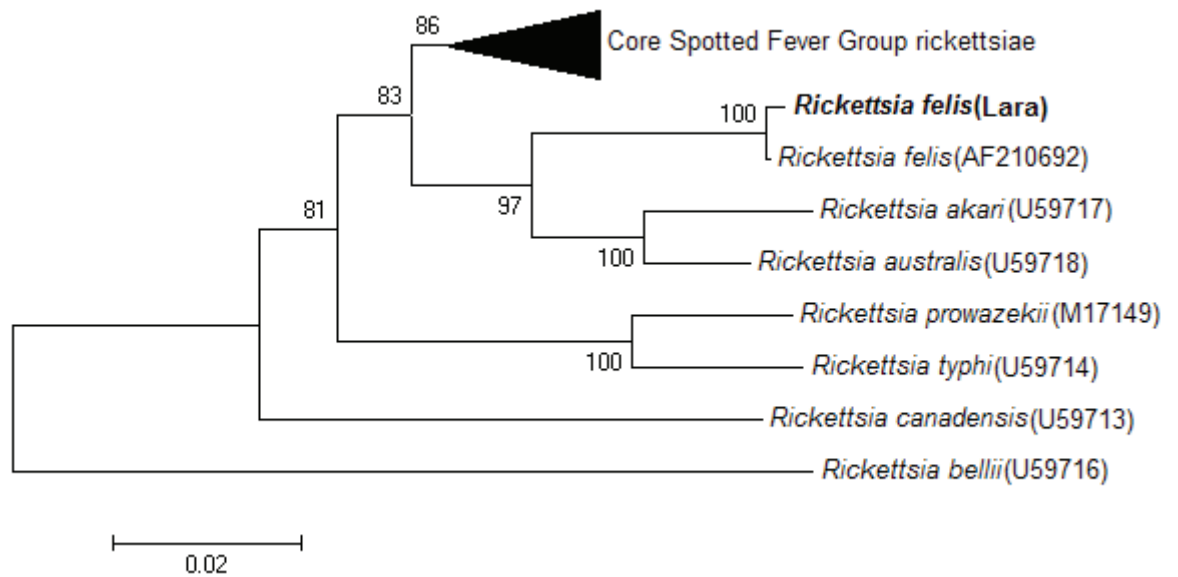 86
Core Spotted Fever Group rickettsiae
83
100
Rickettsia felis(Lara)
Rickettsia felis(AF210692)
97
Rickettsia akari(U59717)
81
100
Rickettsia australis(U59718)
Rickettsia prowazekii(M17149)
100
Rickettsia typhi(U59714)
Rickettsia canadensis(U59713)
Rickettsia bellii(U59716)
0.02